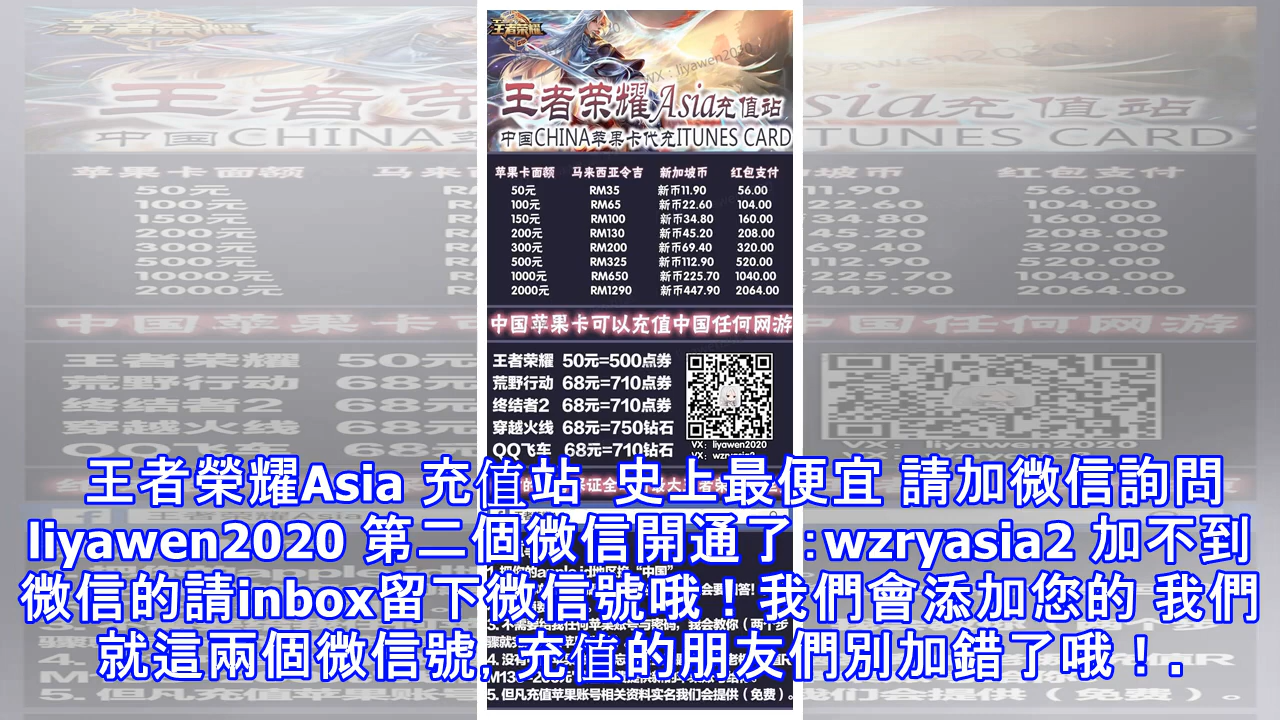 王者荣耀
WX：liyawen2020
王者荣耀Asia充值站
中国CHINA苹果卡代充ITUNES CARD
苹果卡面额 马来西亚令吉 新加坡币 红包支付
50元 RM35 新币11.90 56.00
100元 RM65 新币22.60 104.00
150元 RM100 新币34.80 160.00
200元 RM130 新币45.20 208.00
300元 RM200 新币69.40 320.00
500元 RM325 新币112.90 520.00
1000元 RM650 新币225.70 1040.00
2000元 RM1290 新币447.90 2064.00
中国苹果卡可以充值中国任何网游
王者荣耀 50元=500点券
荒野行动 68元=710点券
终结者2 68元=710点券
穿越火线 68元=750钻石
QQ飞车 68元=710钻石
VX：liyawen2020
VX：wzryasia2
王者榮耀Asia 充值站 史上最便宜 請加微信詢問
liyawen2020 第二個微信開通了:wzryasia2 加不到
微信的請inbox留下微信號哦！我們會添加您的 我們
就這兩個微信號,充值的朋友們別加錯了哦！.
5. 但凡充值苹果账号相关资料实名我们会提供（免费）。